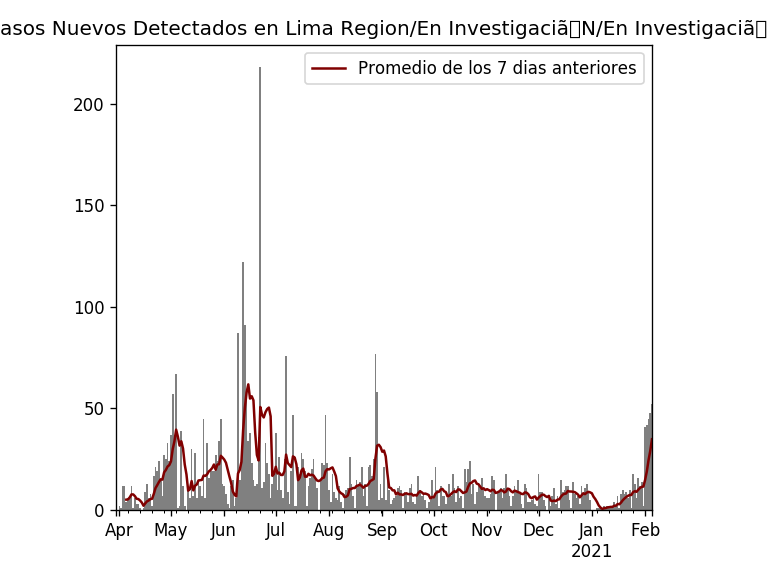 asos Nuevos Detectados en Lima Region/En Investigaciã▯N/En Investigaciã▯
Promedio de los 7 dias anteriores
200
150
100
50
0
Apr May Jun Jul Aug Sep Oct Nov Dec Jan Feb
2021